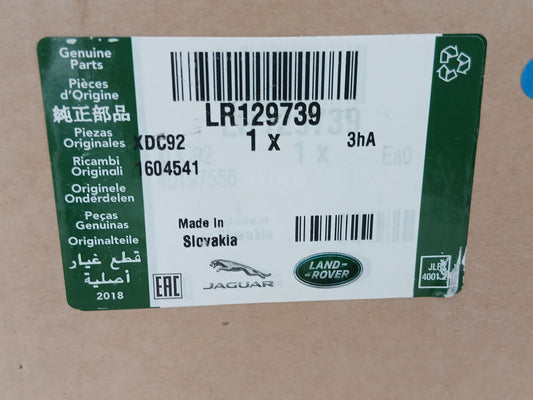 Genuine
Parts
Pièces
d'Origine
純正部品
Piezas
Originales
Ricambi
Originali
Originele
Onderdelen
Peças
Genuinas
Originalteile
قطع غيار
أصلية
2018
LR129739
1 x
3hA
XDC92
1604541
Made In
Slovakia
EAC
JAGUAR
LAND-
-ROVER